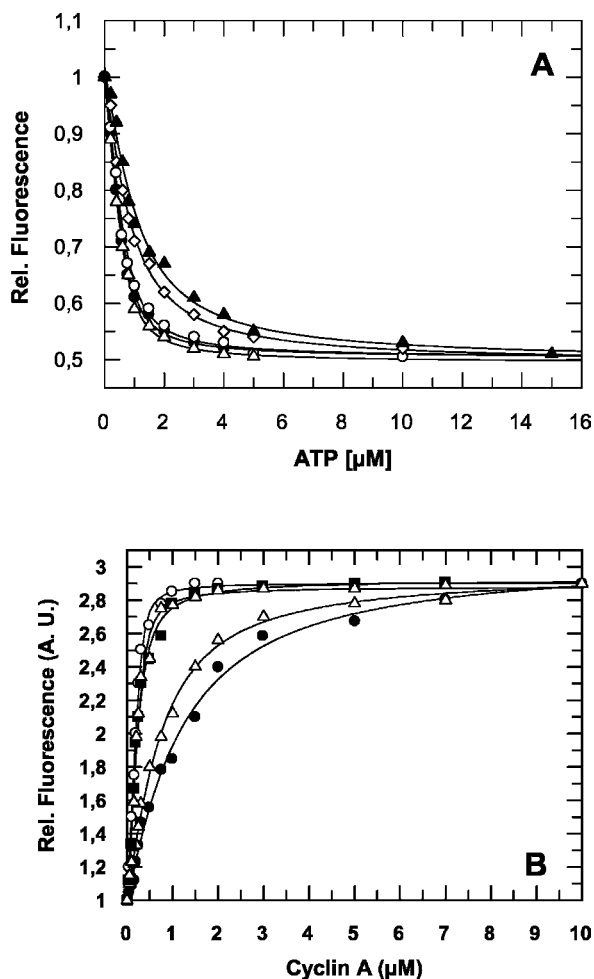 A
1,1
1
0,9
0,8
0,7
0,6
0,5
Rel. Fluorescence
0 2 4 6 8 10 12 14 16
ATP [µM]
3
2,8
2,6
2,4
2,2
2
1,8
1,6
1,4
1,2
1
Rel. Fluorescence (A. U.)
B
0 1 2 3 4 5 6 7 8 9 10
Cyclin A (µM)